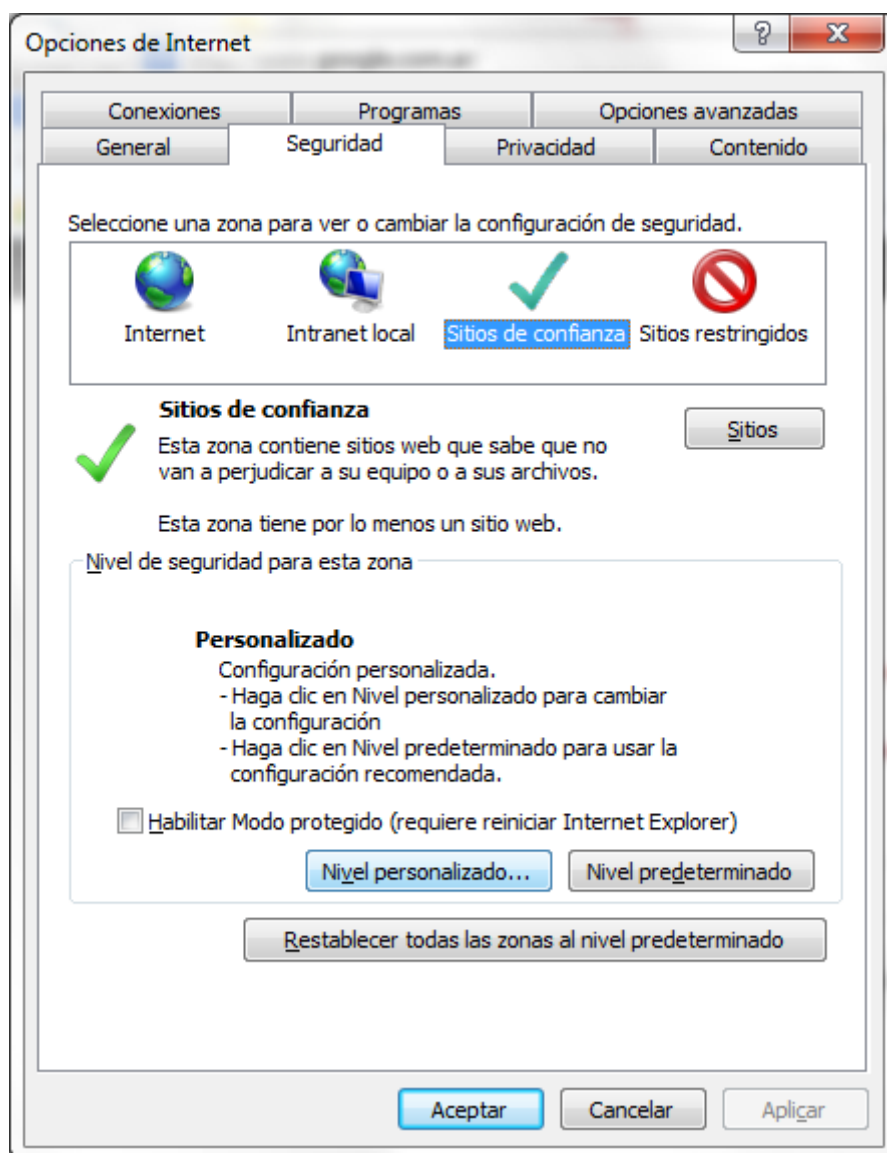 Opciones de Internet
Conexiones Programas Opciones avanzadas
General Seguridad Privacidad Contenido
Seleccione una zona para ver o cambiar la configuración de seguridad.
Internet Intranet local Sitios de confianza Sitios restringidos
Sitios de confianza
Sitios
Esta zona contiene sitios web que sabe que no
van a perjudicar a su equipo o a sus archivos.
Esta zona tiene por lo menos un sitio web.
Nivel de seguridad para esta zona
Personalizado
Configuración personalizada.
- Haga clic en Nivel personalizado para cambiar
la configuración
- Haga clic en Nivel predeterminado para usar la
configuración recomendada.
Habilitar Modo protegido (requiere reiniciar Internet Explorer)
Nivel personalizado... Nivel predeterminado
Restablecer todas las zonas al nivel predeterminado
Aceptar Cancelar Aplicar